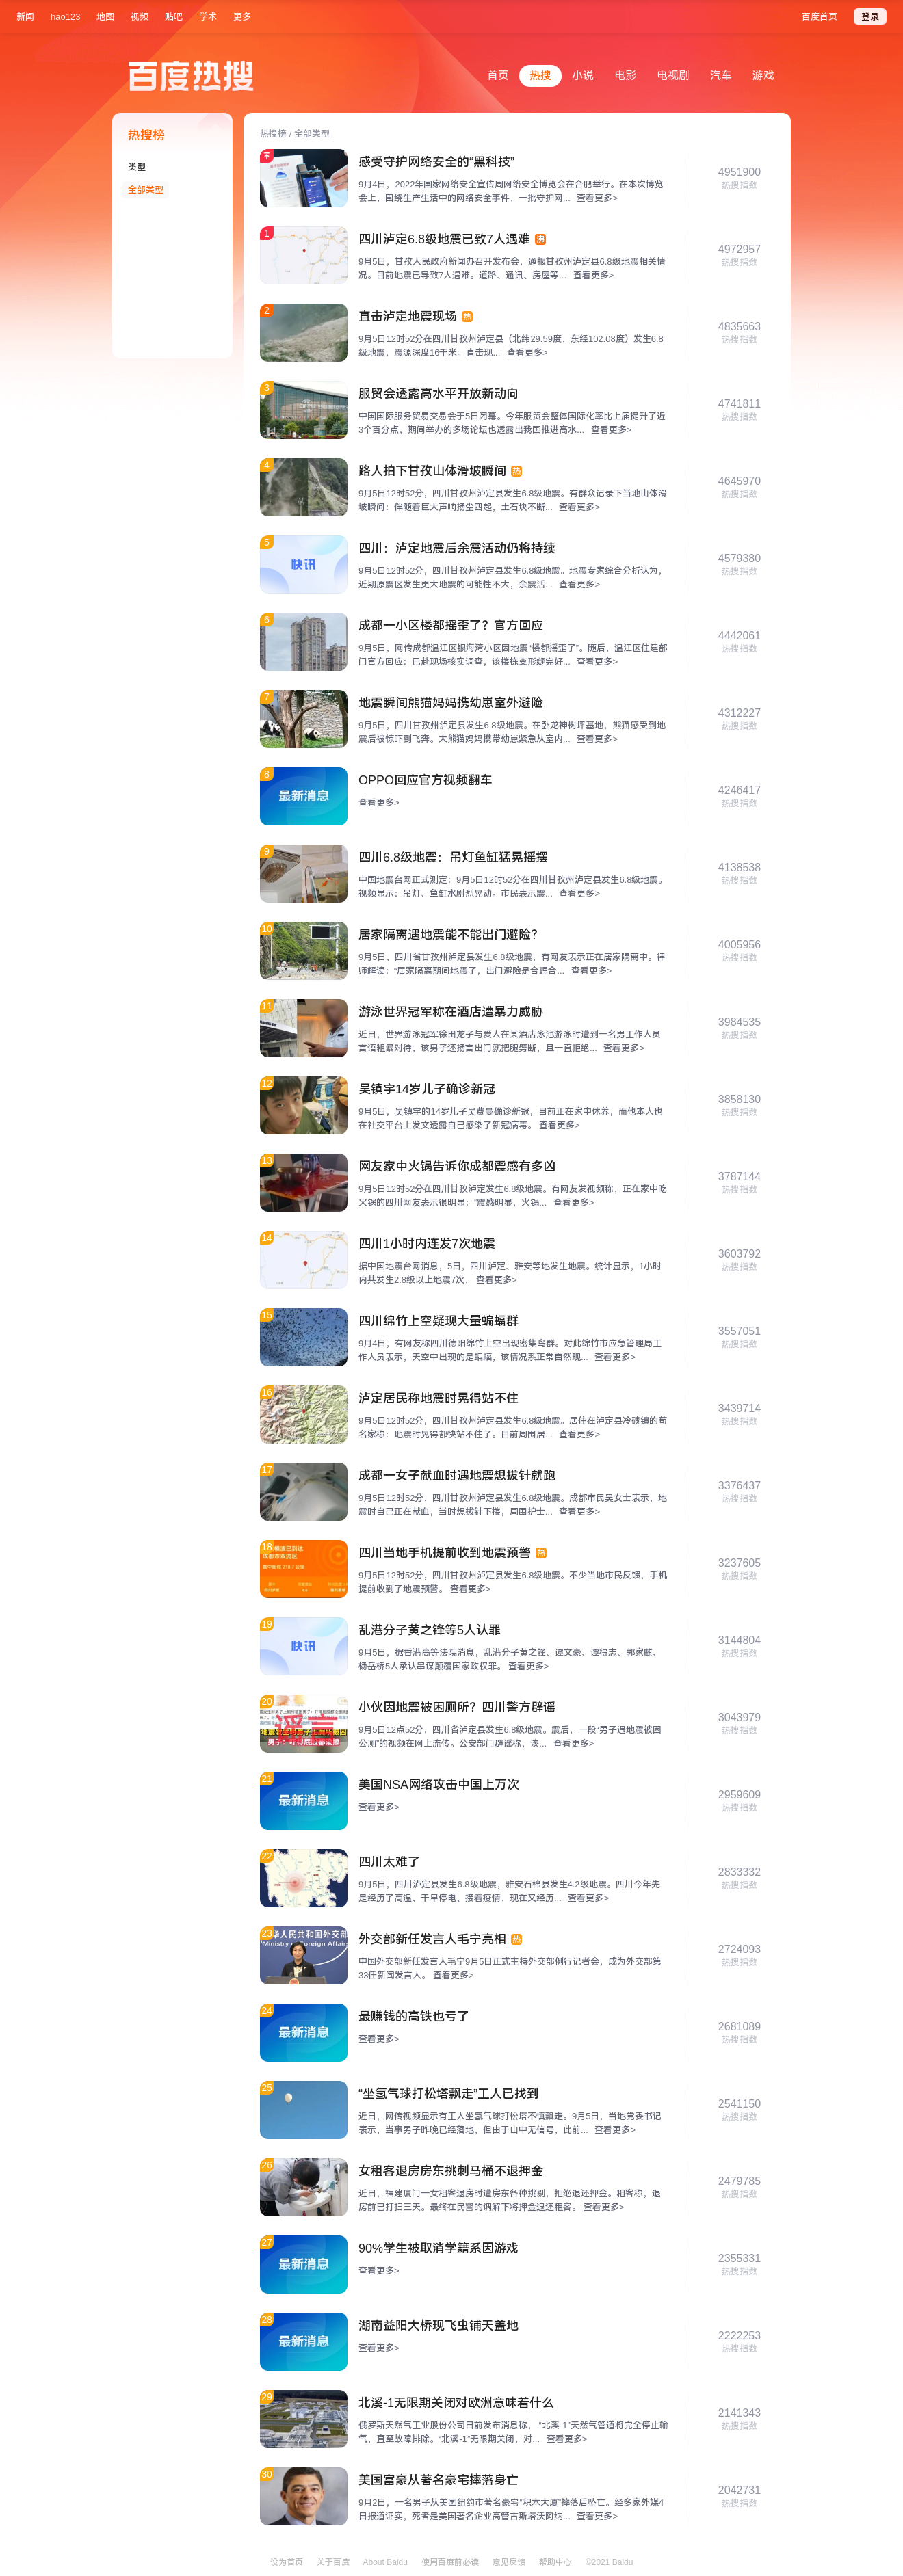 新闻 hao123 地图 视频 贴吧 学术 更多 百度首页 登录
百度热搜
首页 热搜 小说 电影 电视剧 汽车 游戏
热搜榜
类型
全部类型
热搜榜 / 全部类型
感受守护网络安全的“黑科技”
9月4日，2022年国家网络安全宣传周网络安全博览会在合肥举行。在本次博览
会上，围绕生产生活中的网络安全事件，一批守护网... 查看更多>
4951900
热搜指数
1
四川泸定6.8级地震已致7人遇难 沸
9月5日，甘孜人民政府新闻办召开发布会，通报甘孜州泸定县6.8级地震相关情
况。目前地震已导致7人遇难。道路、通讯、房屋等... 查看更多>
4972957
热搜指数
2
直击泸定地震现场 热
9月5日12时52分在四川甘孜州泸定县（北纬29.59度，东经102.08度）发生6.8
级地震，震源深度16千米。直击现... 查看更多>
4835663
热搜指数
3
服贸会透露高水平开放新动向
中国国际服务贸易交易会于5日闭幕。今年服贸会整体国际化率比上届提升了近
3个百分点，期间举办的多场论坛也透露出我国推进高水... 查看更多>
4741811
热搜指数
4
路人拍下甘孜山体滑坡瞬间 热
9月5日12时52分，四川甘孜州泸定县发生6.8级地震。有群众记录下当地山体滑
坡瞬间：伴随着巨大声响扬尘四起，土石块不断... 查看更多>
4645970
热搜指数
5
快讯
四川：泸定地震后余震活动仍将持续
9月5日12时52分，四川甘孜州泸定县发生6.8级地震。地震专家综合分析认为，
近期原震区发生更大地震的可能性不大，余震活... 查看更多>
4579380
热搜指数
6
成都一小区楼都摇歪了？官方回应
9月5日，网传成都温江区银海湾小区因地震“楼都摇歪了”。随后，温江区住建部
门官方回应：已赴现场核实调查，该楼栋变形缝完好... 查看更多>
4442061
热搜指数
7
地震瞬间熊猫妈妈携幼崽室外避险
9月5日，四川甘孜州泸定县发生6.8级地震。在卧龙神树坪基地，熊猫感受到地
震后被惊吓到飞奔。大熊猫妈妈携带幼崽紧急从室内... 查看更多>
4312227
热搜指数
8
最新消息
OPPO回应官方视频翻车
查看更多>
4246417
热搜指数
9
四川6.8级地震：吊灯鱼缸猛晃摇摆
中国地震台网正式测定：9月5日12时52分在四川甘孜州泸定县发生6.8级地震。
视频显示：吊灯、鱼缸水剧烈晃动。市民表示震... 查看更多>
4138538
热搜指数
10
居家隔离遇地震能不能出门避险？
9月5日，四川省甘孜州泸定县发生6.8级地震，有网友表示正在居家隔离中。律
师解读：“居家隔离期间地震了，出门避险是合理合... 查看更多>
4005956
热搜指数
11
游泳世界冠军称在酒店遭暴力威胁
近日，世界游泳冠军徐田龙子与爱人在某酒店泳池游泳时遭到一名男工作人员
言语粗暴对待，该男子还扬言出门就把腿劈断，且一直拒绝... 查看更多>
3984535
热搜指数
12
吴镇宇14岁儿子确诊新冠
9月5日，吴镇宇的14岁儿子吴费曼确诊新冠，目前正在家中休养，而他本人也
在社交平台上发文透露自己感染了新冠病毒。 查看更多>
3858130
热搜指数
13
网友家中火锅告诉你成都震感有多凶
9月5日12时52分在四川甘孜泸定发生6.8级地震。有网友发视频称，正在家中吃
火锅的四川网友表示很明显：“震感明显，火锅... 查看更多>
3787144
热搜指数
14
四川1小时内连发7次地震
据中国地震台网消息，5日，四川泸定、雅安等地发生地震。统计显示，1小时
内共发生2.8级以上地震7次， 查看更多>
3603792
热搜指数
15
四川绵竹上空疑现大量蝙蝠群
9月4日，有网友称四川德阳绵竹上空出现密集鸟群。对此绵竹市应急管理局工
作人员表示，天空中出现的是蝙蝠，该情况系正常自然现... 查看更多>
3557051
热搜指数
16
泸定居民称地震时晃得站不住
9月5日12时52分，四川甘孜州泸定县发生6.8级地震。居住在泸定县冷碛镇的苟
名家称：地震时晃得都快站不住了。目前周围居... 查看更多>
3439714
热搜指数
17
成都一女子献血时遇地震想拔针就跑
9月5日12时52分，四川甘孜州泸定县发生6.8级地震。成都市民吴女士表示，地
震时自己正在献血，当时想拔针下楼，周围护士... 查看更多>
3376437
热搜指数
18
四川当地手机提前收到地震预警 热
9月5日12时52分，四川甘孜州泸定县发生6.8级地震。不少当地市民反馈，手机
提前收到了地震预警。 查看更多>
3237605
热搜指数
19
快讯
乱港分子黄之锋等5人认罪
9月5日，据香港高等法院消息，乱港分子黄之锋、谭文豪、谭得志、郭家麒、
杨岳桥5人承认串谋颠覆国家政权罪。 查看更多>
3144804
热搜指数
20
谣言
小伙因地震被困厕所？四川警方辟谣
9月5日12点52分，四川省泸定县发生6.8级地震。震后，一段“男子遇地震被困
公厕”的视频在网上流传。公安部门辟谣称，该... 查看更多>
3043979
热搜指数
21
最新消息
美国NSA网络攻击中国上万次
查看更多>
2959609
热搜指数
22
四川太难了
9月5日，四川泸定县发生6.8级地震，雅安石棉县发生4.2级地震。四川今年先
是经历了高温、干旱停电、接着疫情，现在又经历... 查看更多>
2833332
热搜指数
23
外交部新任发言人毛宁亮相 热
中国外交部新任发言人毛宁9月5日正式主持外交部例行记者会，成为外交部第
33任新闻发言人。 查看更多>
2724093
热搜指数
24
最新消息
最赚钱的高铁也亏了
查看更多>
2681089
热搜指数
25
“坐氢气球打松塔飘走”工人已找到
近日，网传视频显示有工人坐氢气球打松塔不慎飘走。9月5日，当地党委书记
表示，当事男子昨晚已经落地，但由于山中无信号，此前... 查看更多>
2541150
热搜指数
26
女租客退房房东挑刺马桶不退押金
近日，福建厦门一女租客退房时遭房东各种挑剔，拒绝退还押金。租客称，退
房前已打扫三天。最终在民警的调解下将押金退还租客。 查看更多>
2479785
热搜指数
27
最新消息
90%学生被取消学籍系因游戏
查看更多>
2355331
热搜指数
28
最新消息
湖南益阳大桥现飞虫铺天盖地
查看更多>
2222253
热搜指数
29
北溪-1无限期关闭对欧洲意味着什么
俄罗斯天然气工业股份公司日前发布消息称， “北溪-1”天然气管道将完全停止输
气，直至故障排除。“北溪-1”无限期关闭，对... 查看更多>
2141343
热搜指数
30
美国富豪从著名豪宅摔落身亡
9月2日，一名男子从美国纽约市著名豪宅“积木大厦”摔落后坠亡。经多家外媒4
日报道证实，死者是美国著名企业高管古斯塔沃阿纳... 查看更多>
2042731
热搜指数
设为首页 关于百度 About Baidu 使用百度前必读 意见反馈 帮助中心 ©2021 Baidu